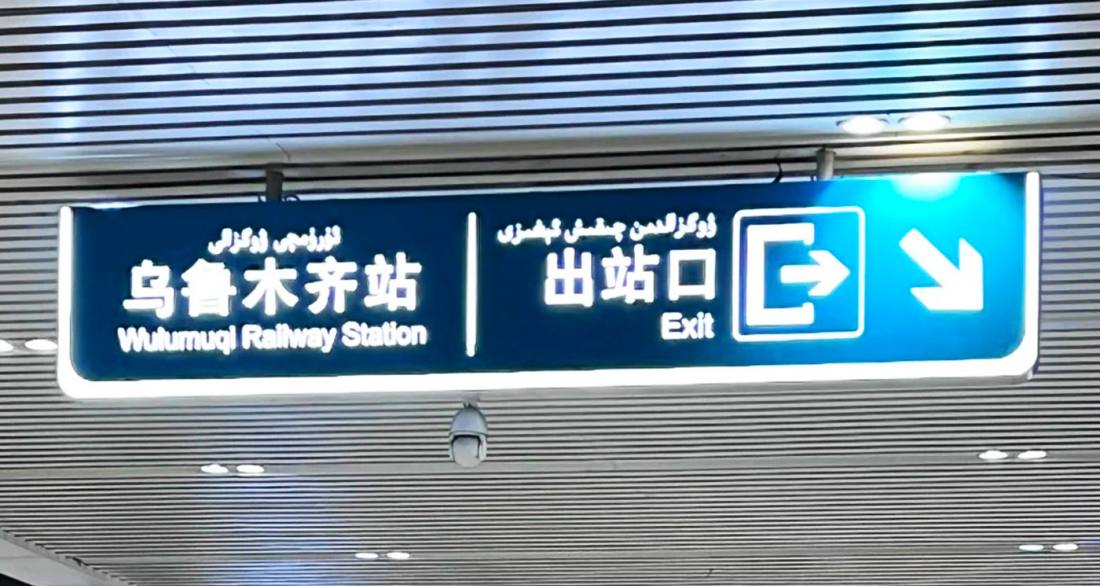 ئۈرۈمچى ۋوگزالى
乌鲁木齐站
Wulumuqi Railway Station
ۋوگزالدىن چىقىش ئېغىزى
出站口
Exit